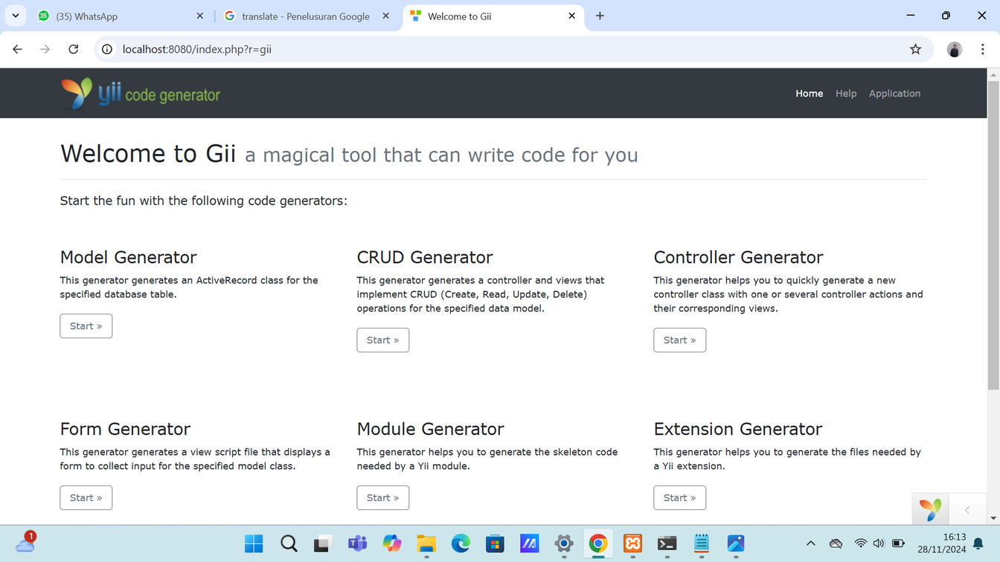 35
(35) WhatsApp
translate - Penelusuran Google
Welcome to Gii
localhost:8080/index.php?r=gii
yii code generator
Home Help Application
Welcome to Gii a magical tool that can write code for you
Start the fun with the following code generators:
Model Generator
This generator generates an ActiveRecord class for the
specified database table.
Start »
CRUD Generator
This generator generates a controller and views that
implement CRUD (Create, Read, Update, Delete)
operations for the specified data model.
Start »
Controller Generator
This generator helps you to quickly generate a new
controller class with one or several controller actions and
their corresponding views.
Start »
Form Generator
This generator generates a view script file that displays a
form to collect input for the specified model class.
Start »
Module Generator
This generator helps you to generate the skeleton code
needed by a Yii module.
Start »
Extension Generator
This generator helps you to generate the files needed by
a Yii extension.
Start »
1
16:13
28/11/2024